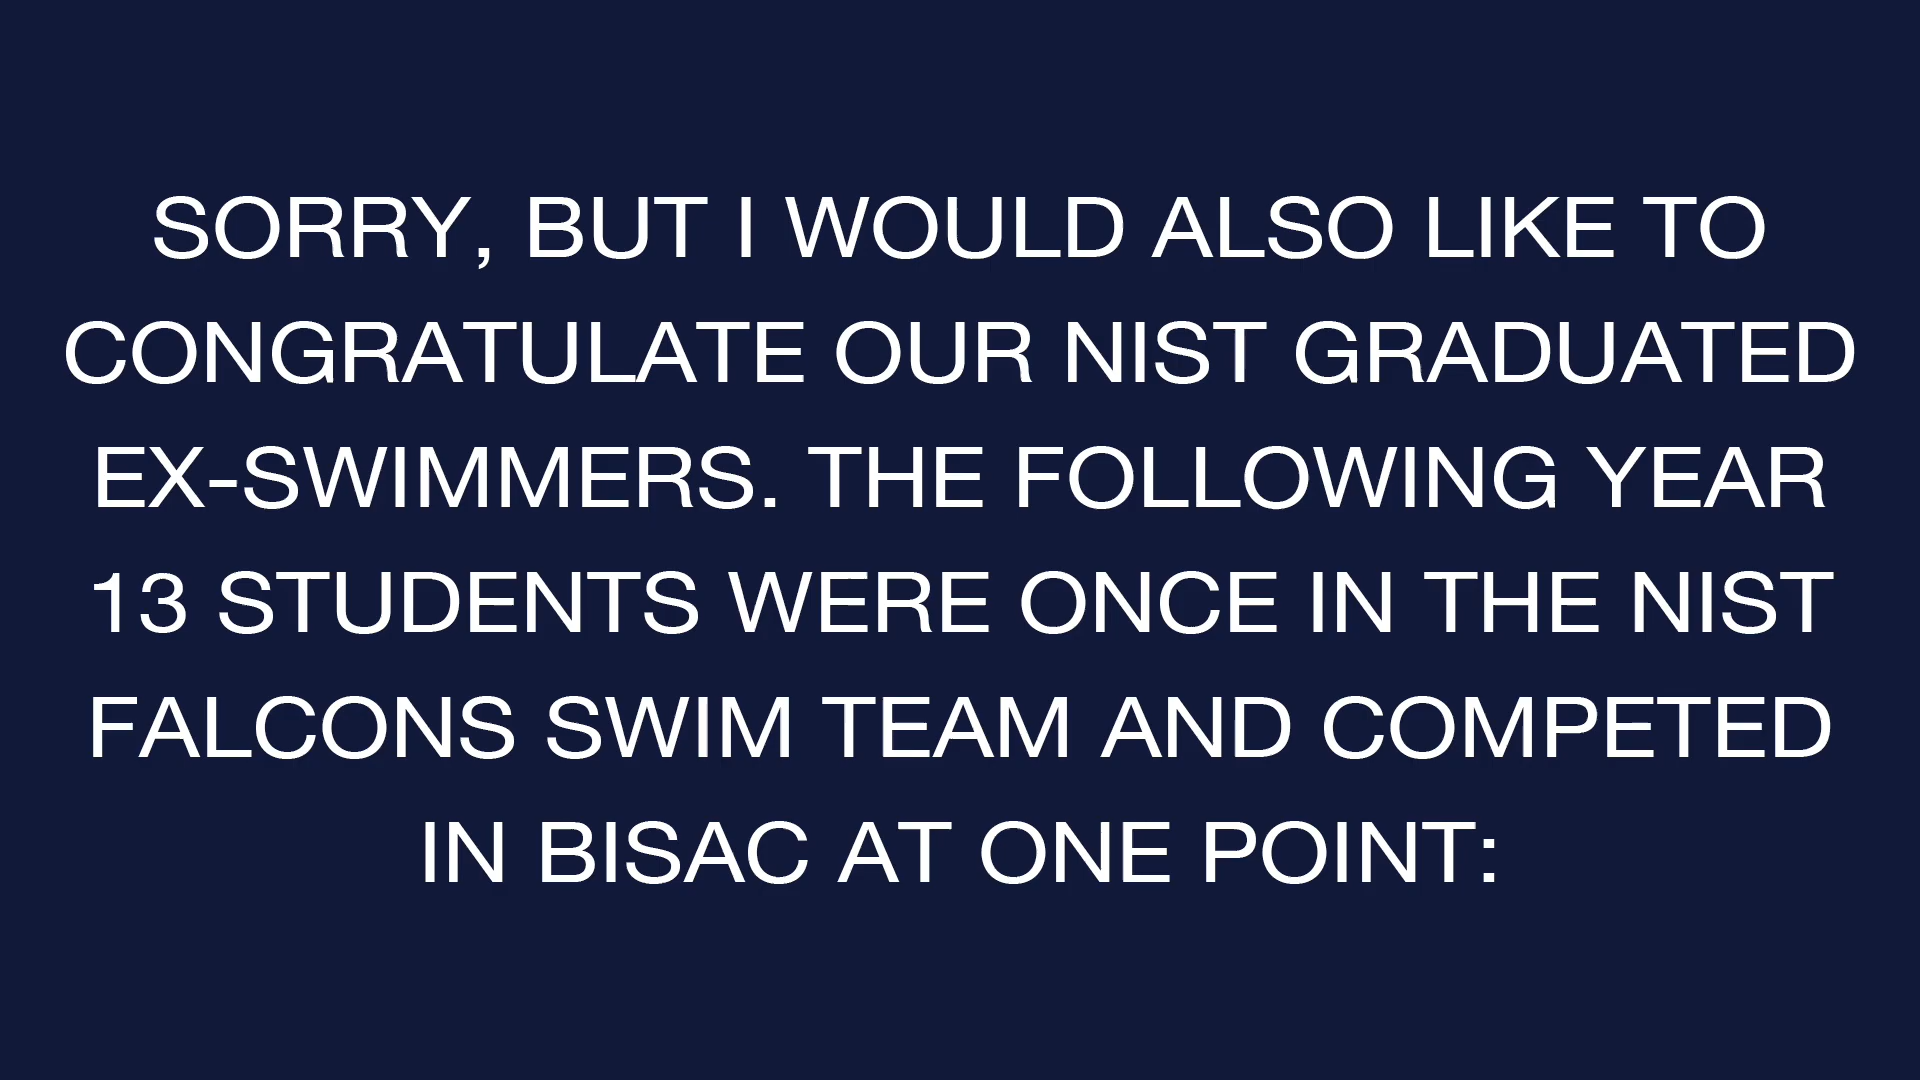 SORRY, BUT I WOULD ALSO LIKE TO
CONGRATULATE OUR NIST GRADUATED
EX-SWIMMERS. THE FOLLOWING YEAR
13 STUDENTS WERE ONCE IN THE NIST
FALCONS SWIM TEAM AND COMPETED
IN BISAC AT ONE POINT: